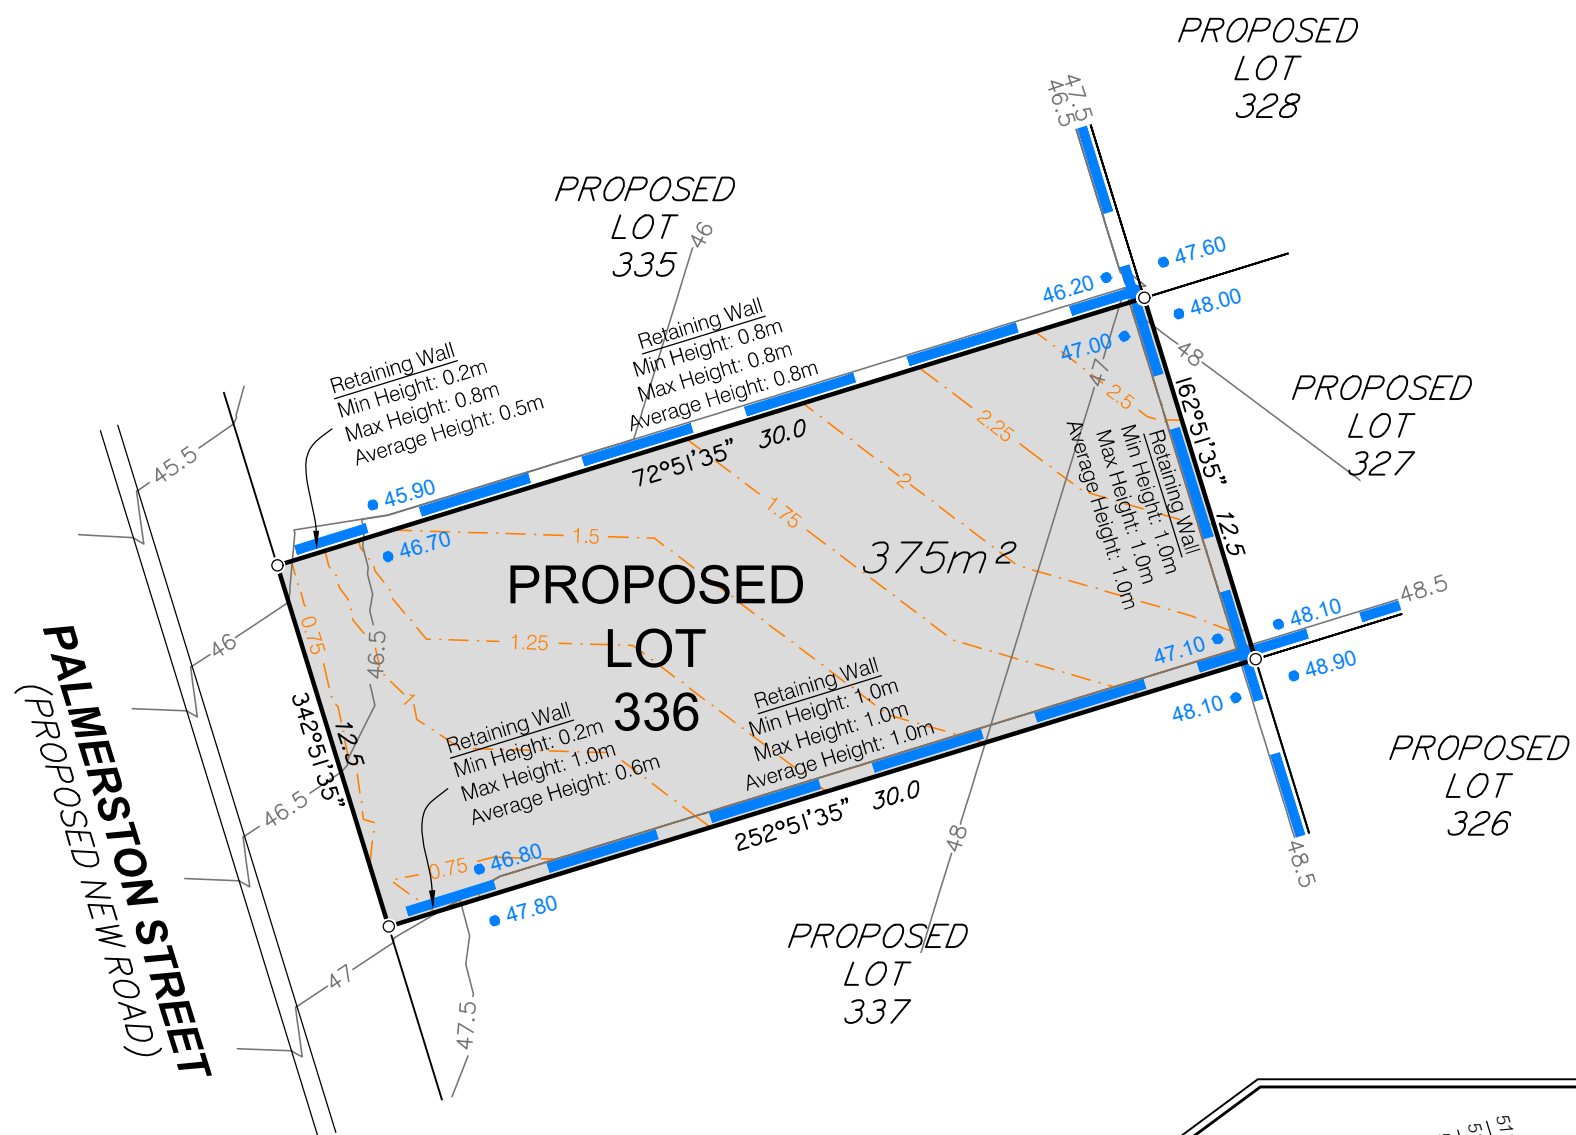 PROPOSED
LOT
328
47.5
46.5
PROPOSED
LOT
335
46
47.60
46.20
48.00
47.00
47
48
Retaining Wall
Min Height: 0.2m
Max Height: 0.8m
Average Height: 0.5m
Retaining Wall
Min Height: 0.8m
Max Height: 0.8m
Average Height: 0.8m
72°51'35"
30.0
162°51'35"
12.5
PROPOSED
LOT
327
45.5
45.90
46.70
1.5
1.75
2
2.25
2.5
375m²
Retaining Wall
Min Height: 1.0m
Max Height: 1.0m
Average Height: 1.0m
PROPOSED
LOT
336
0.75
46.5
1.25
1
46
342°51'35"
12.5
48.10
48.5
47.10
48.90
48.10
Retaining Wall
Min Height: 0.2m
Max Height: 1.0m
Average Height: 0.6m
Retaining Wall
Min Height: 1.0m
Max Height: 1.0m
Average Height: 1.0m
252°51'35"
30.0
PROPOSED
LOT
326
46.5
0.75
46.80
47.80
48
48.5
PALMERSTON STREET
(PROPOSED NEW ROAD)
47
47.5
PROPOSED
LOT
337
51